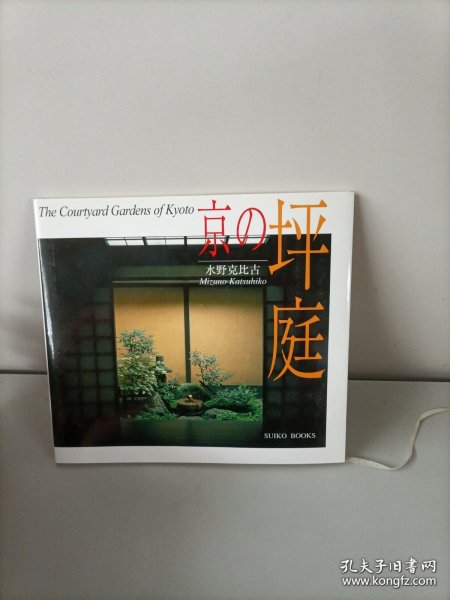 The Courtyard Gardens of Kyoto
京の
坪庭
水野克比古
Mizuno Katsuhiko
SUIKO BOOKS
孔夫子旧书网
www.kongfz.com